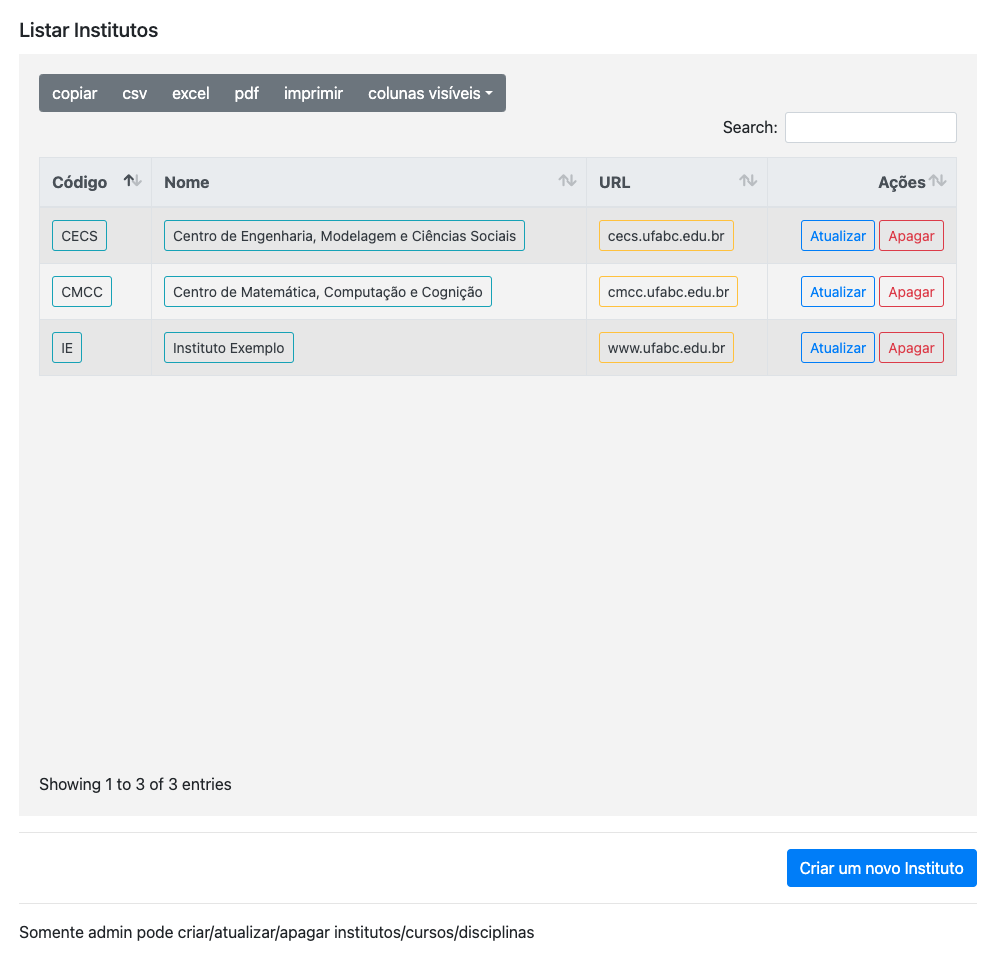 Listar Institutos
copiar csv excel pdf imprimir colunas visíveis
Search:
Código Nome URL Ações
CECS Centro de Engenharia, Modelagem e Ciências Sociais cecs.ufabc.edu.br Atualizar Apagar
CMCC Centro de Matemática, Computação e Cognição cmcc.ufabc.edu.br Atualizar Apagar
IE Instituto Exemplo www.ufabc.edu.br Atualizar Apagar
Showing 1 to 3 of 3 entries
Criar um novo Instituto
Somente admin pode criar/atualizar/apagar institutos/cursos/disciplinas